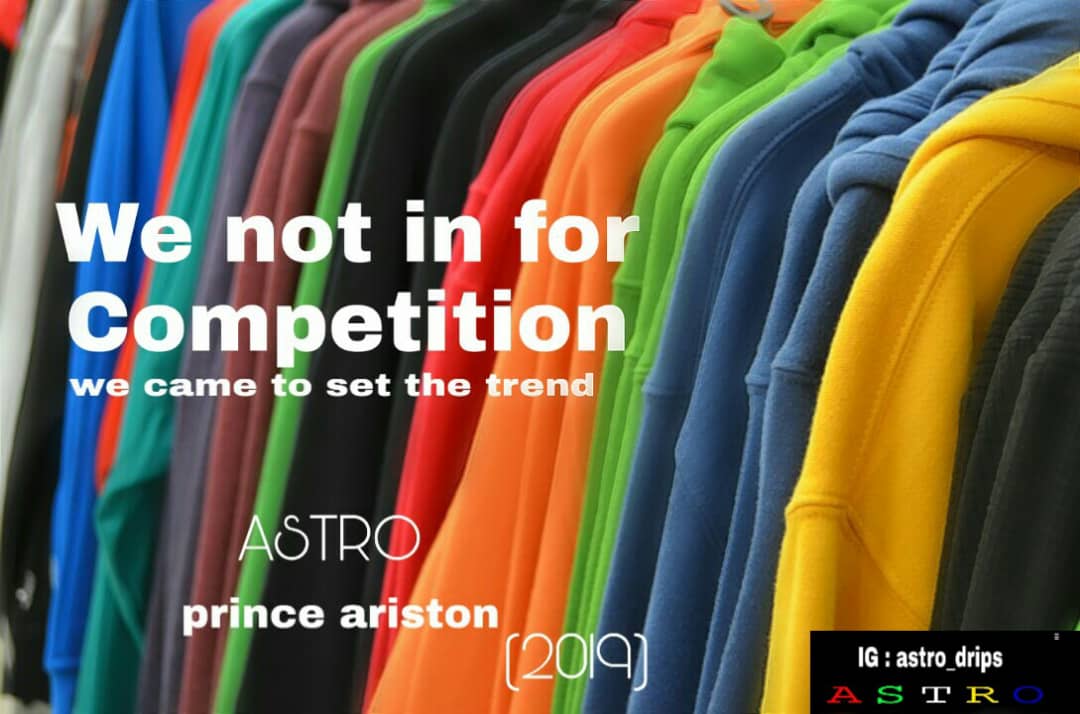 We not in for
Competition
we came to set the trend
ASTRO
prince ariston
(2019)
IG : astro_drips
ASTRO